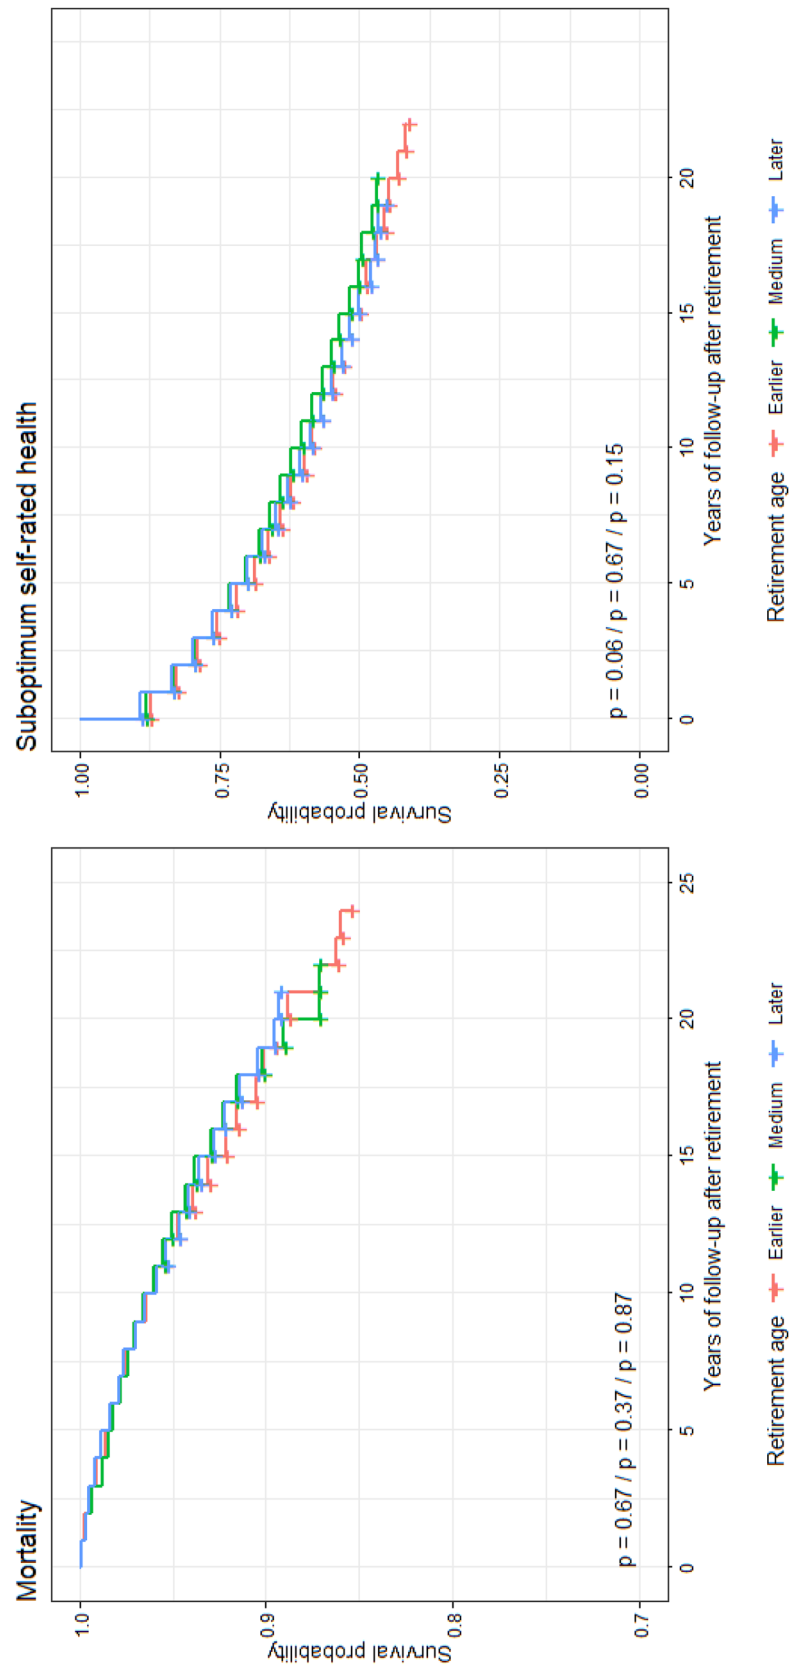 Mortality
Survival probability
1.0
0.9
0.8
0.7
p = 0.67 / p = 0.37 / p = 0.87
0 5 10 15 20 25
Years of follow-up after retirement
Retirement age Earlier Medium Later
Suboptimum self-rated health
Survival probability
1.00
0.75
0.50
0.25
0.00
p = 0.06 / p = 0.67 / p = 0.15
0 5 10 15 20
Years of follow-up after retirement
Retirement age Earlier Medium Later